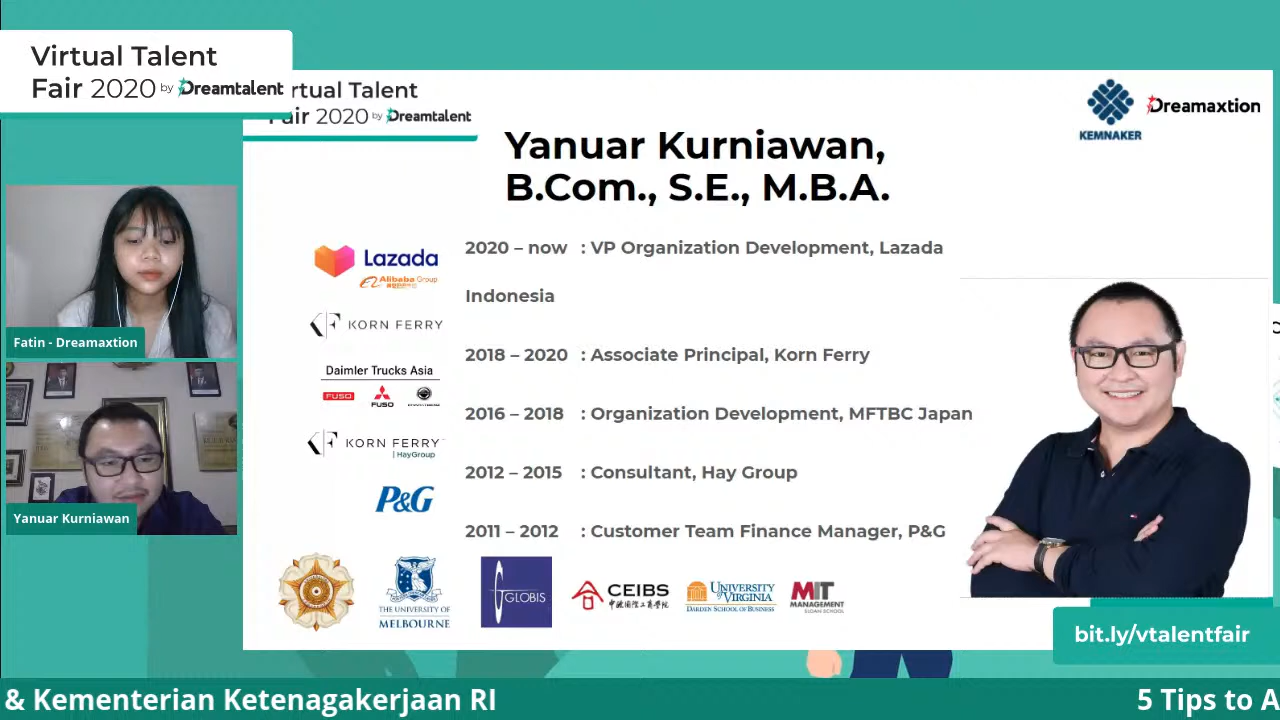 Virtual Talent
Fair 2020 by Dreamtalent
rtual Talent
Fair 2020 by Dreamtalent
KEMNAKER
Dreamaxtion
Yanuar Kurniawan,
B.Com., S.E., M.B.A.
2020 – now : VP Organization Development, Lazada
Indonesia
2018 – 2020 : Associate Principal, Korn Ferry
2016 – 2018 : Organization Development, MFTBC Japan
2012 – 2015 : Consultant, Hay Group
2011 – 2012 : Customer Team Finance Manager, P&G
Lazada
Alibaba Group
KORN FERRY
Daimler Trucks Asia
FUSO
FUSO
KORN FERRY
HayGroup
P&G
THE UNIVERSITY OF
MELBOURNE
GLOBIS
CEIBS
中欧国际工商学院
UNIVERSITY
VIRGINIA
DARDEN SCHOOL OF BUSINESS
MIT
MANAGEMENT
SLOAN SCHOOL
Fatin - Dreamaxtion
Yanuar Kurniawan
bit.ly/vtalentfair
& Kementerian Ketenagakerjaan RI
5 Tips to A